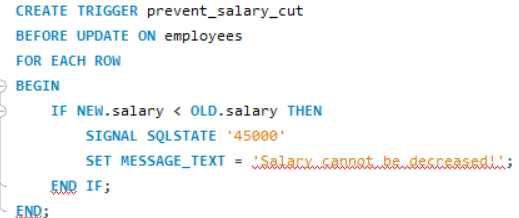 CREATE TRIGGER prevent_salary_cut
BEFORE UPDATE ON employees
FOR EACH ROW
BEGIN
    IF NEW.salary < OLD.salary THEN
        SIGNAL SQLSTATE '45000'
        SET MESSAGE_TEXT = 'Salary cannot be decreased!';
    END IF;
END;